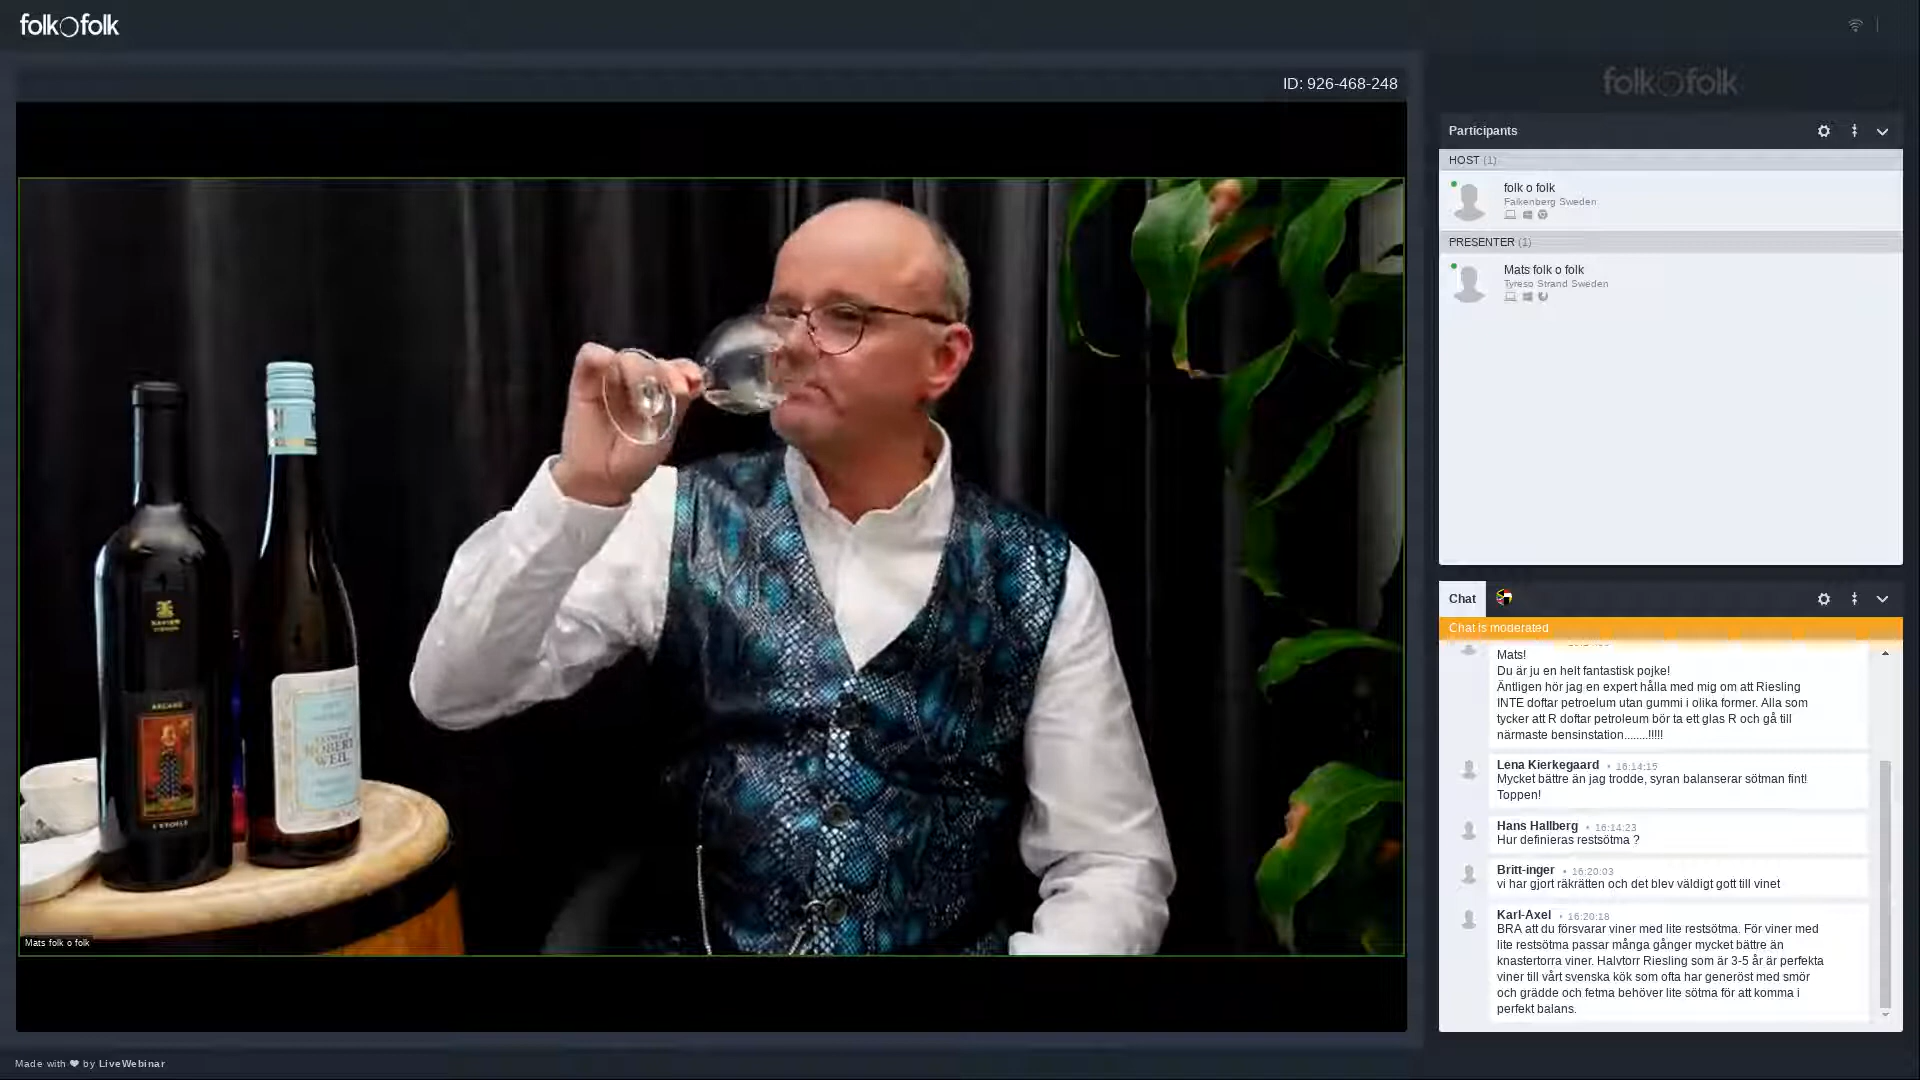 folkofolk
ID: 926-468-248
folkofolk
Participants
HOST (1)
folk o folk
Falkenberg Sweden
PRESENTER (1)
Mats folk o folk
Tyreso Strand Sweden
XAVIER
ARCANE
L'ETOILE
ROBERT
WEIL
Mats folk o folk
Chat
Chat is moderated
Mats!
Du är ju en helt fantastisk pojke!
Äntligen hör jag en expert hålla med mig om att Riesling
INTE doftar petroelum utan gummi i olika former. Alla som
tycker att R doftar petroleum bör ta ett glas R och gå till
närmaste bensinstation........!!!!!
Lena Kierkegaard • 16:14:15
Mycket bättre än jag trodde, syran balanserar sötman fint!
Toppen!
Hans Hallberg • 16:14:23
Hur definieras restsötma ?
Britt-inger • 16:20:03
vi har gjort räkrätten och det blev väldigt gott till vinet
Karl-Axel • 16:20:18
BRA att du försvarar viner med lite restsötma. För viner med
lite restsötma passar många gånger mycket bättre än
knastertorra viner. Halvtorr Riesling som är 3-5 år är perfekta
viner till vårt svenska kök som ofta har generöst med smör
och grädde och fetma behöver lite sötma för att komma i
perfekt balans.
Made with ❤ by LiveWebinar